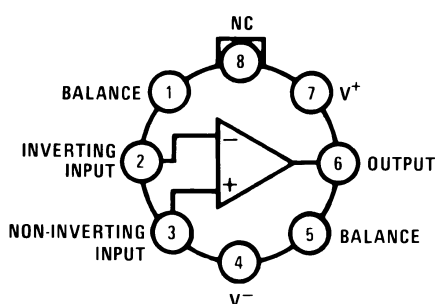 NC
8
BALANCE 1
7 V+
INVERTING
INPUT
2
−
6 OUTPUT
+
NON-INVERTING
INPUT
3
5 BALANCE
4
V−